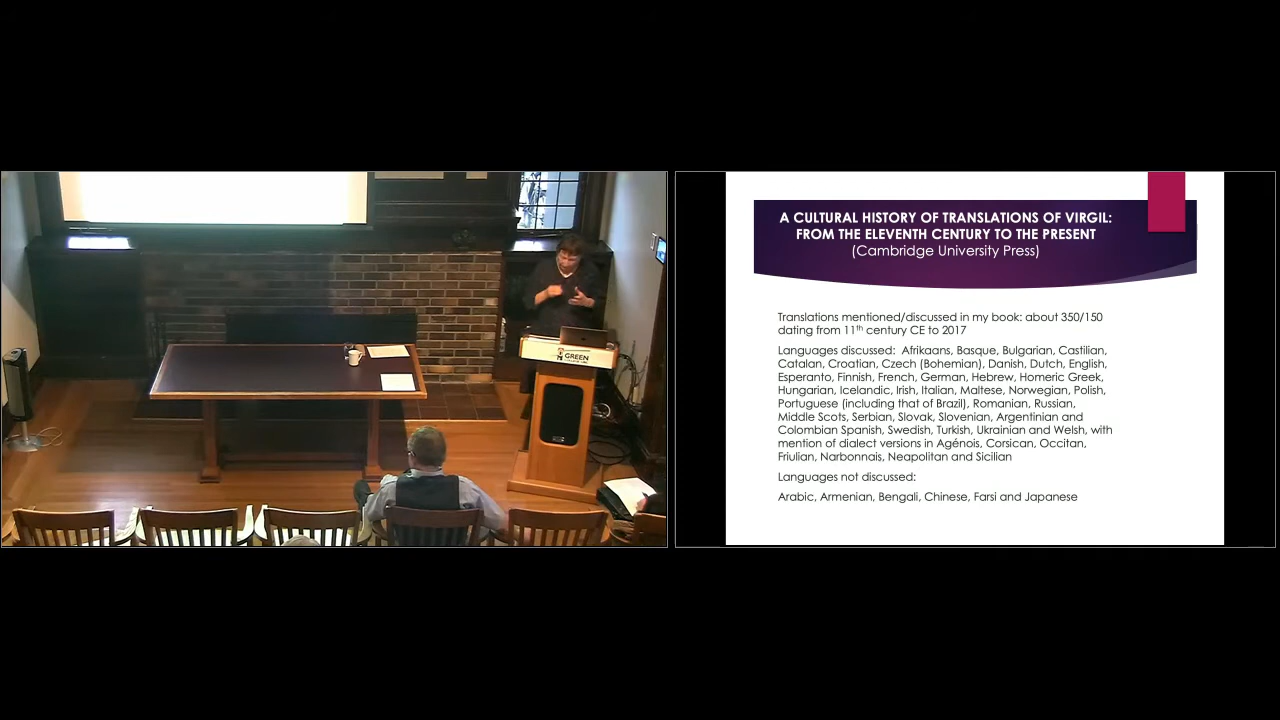 GREEN
A CULTURAL HISTORY OF TRANSLATIONS OF VIRGIL:
FROM THE ELEVENTH CENTURY TO THE PRESENT
(Cambridge University Press)
Translations mentioned/discussed in my book: about 350/150
dating from 11th century CE to 2017
Languages discussed: Afrikaans, Basque, Bulgarian, Castilian,
Catalan, Croatian, Czech (Bohemian), Danish, Dutch, English,
Esperanto, Finnish, French, German, Hebrew, Homeric Greek,
Hungarian, Icelandic, Irish, Italian, Maltese, Norwegian, Polish,
Portuguese (including that of Brazil), Romanian, Russian,
Middle Scots, Serbian, Slovak, Slovenian, Argentinian and
Colombian Spanish, Swedish, Turkish, Ukrainian and Welsh, with
mention of dialect versions in Agénois, Corsican, Occitan,
Friulian, Narbonnais, Neapolitan and Sicilian
Languages not discussed:
Arabic, Armenian, Bengali, Chinese, Farsi and Japanese